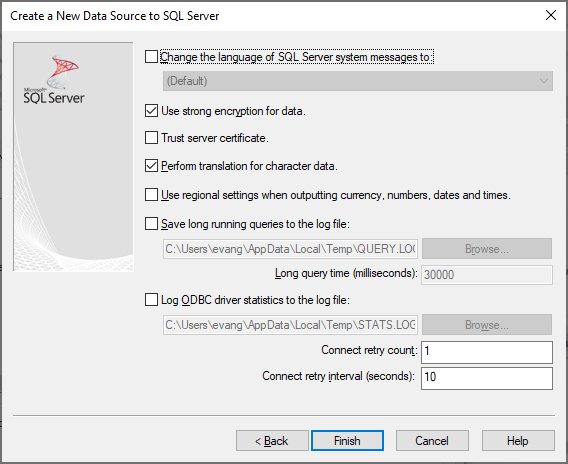 Create a New Data Source to SQL Server
Microsoft
SQL Server
Change the language of SQL Server system messages to:
(Default)
Use strong encryption for data.
Trust server certificate.
Perform translation for character data.
Use regional settings when outputting currency, numbers, dates and times.
Save long running queries to the log file:
C:\Users\evang\AppData\Local\Temp\QUERY.LOG Browse...
Long query time (milliseconds): 30000
Log ODBC driver statistics to the log file:
C:\Users\evang\AppData\Local\Temp\STATS.LOG Browse...
Connect retry count: 1
Connect retry interval (seconds): 10
< Back Finish Cancel Help